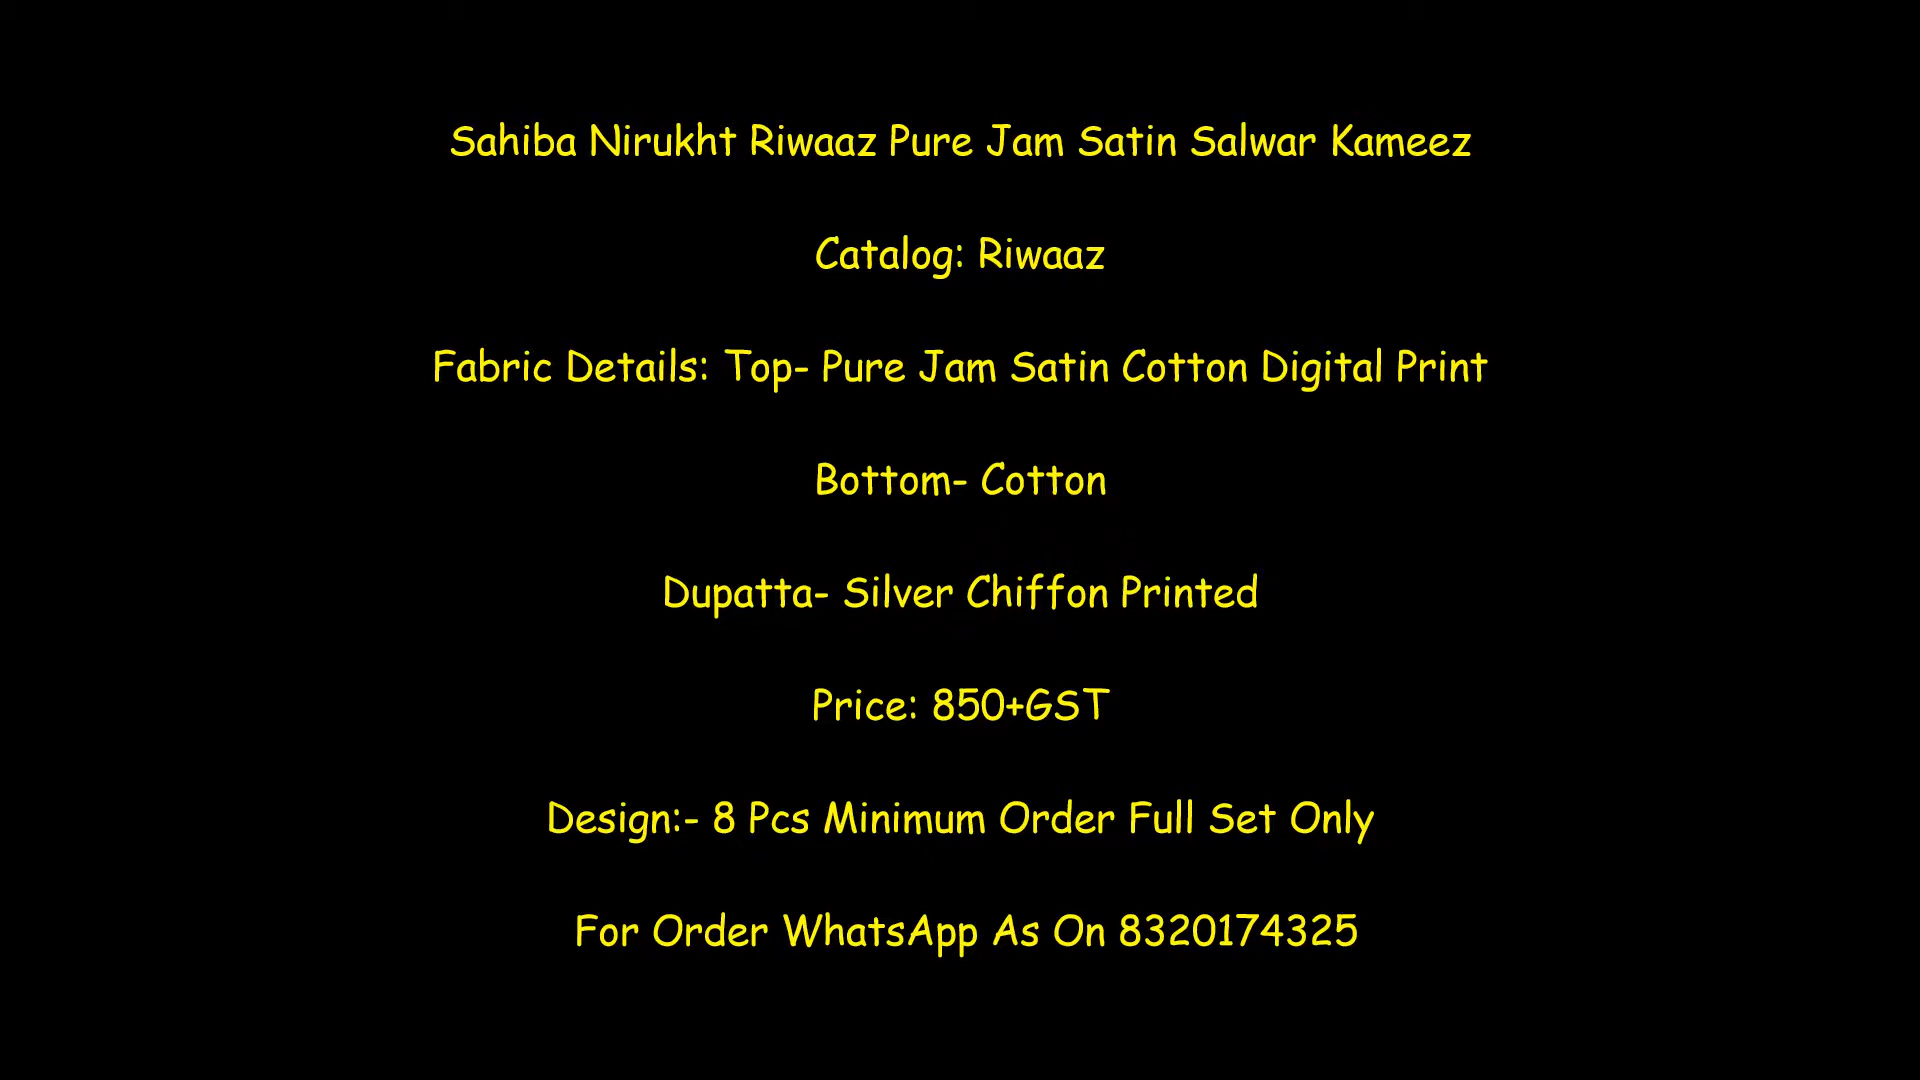 Sahiba Nirukht Riwaaz Pure Jam Satin Salwar Kameez
Catalog: Riwaaz
Fabric Details: Top- Pure Jam Satin Cotton Digital Print
Bottom- Cotton
Dupatta- Silver Chiffon Printed
Price: 850+GST
Design:- 8 Pcs Minimum Order Full Set Only
For Order WhatsApp As On 8320174325